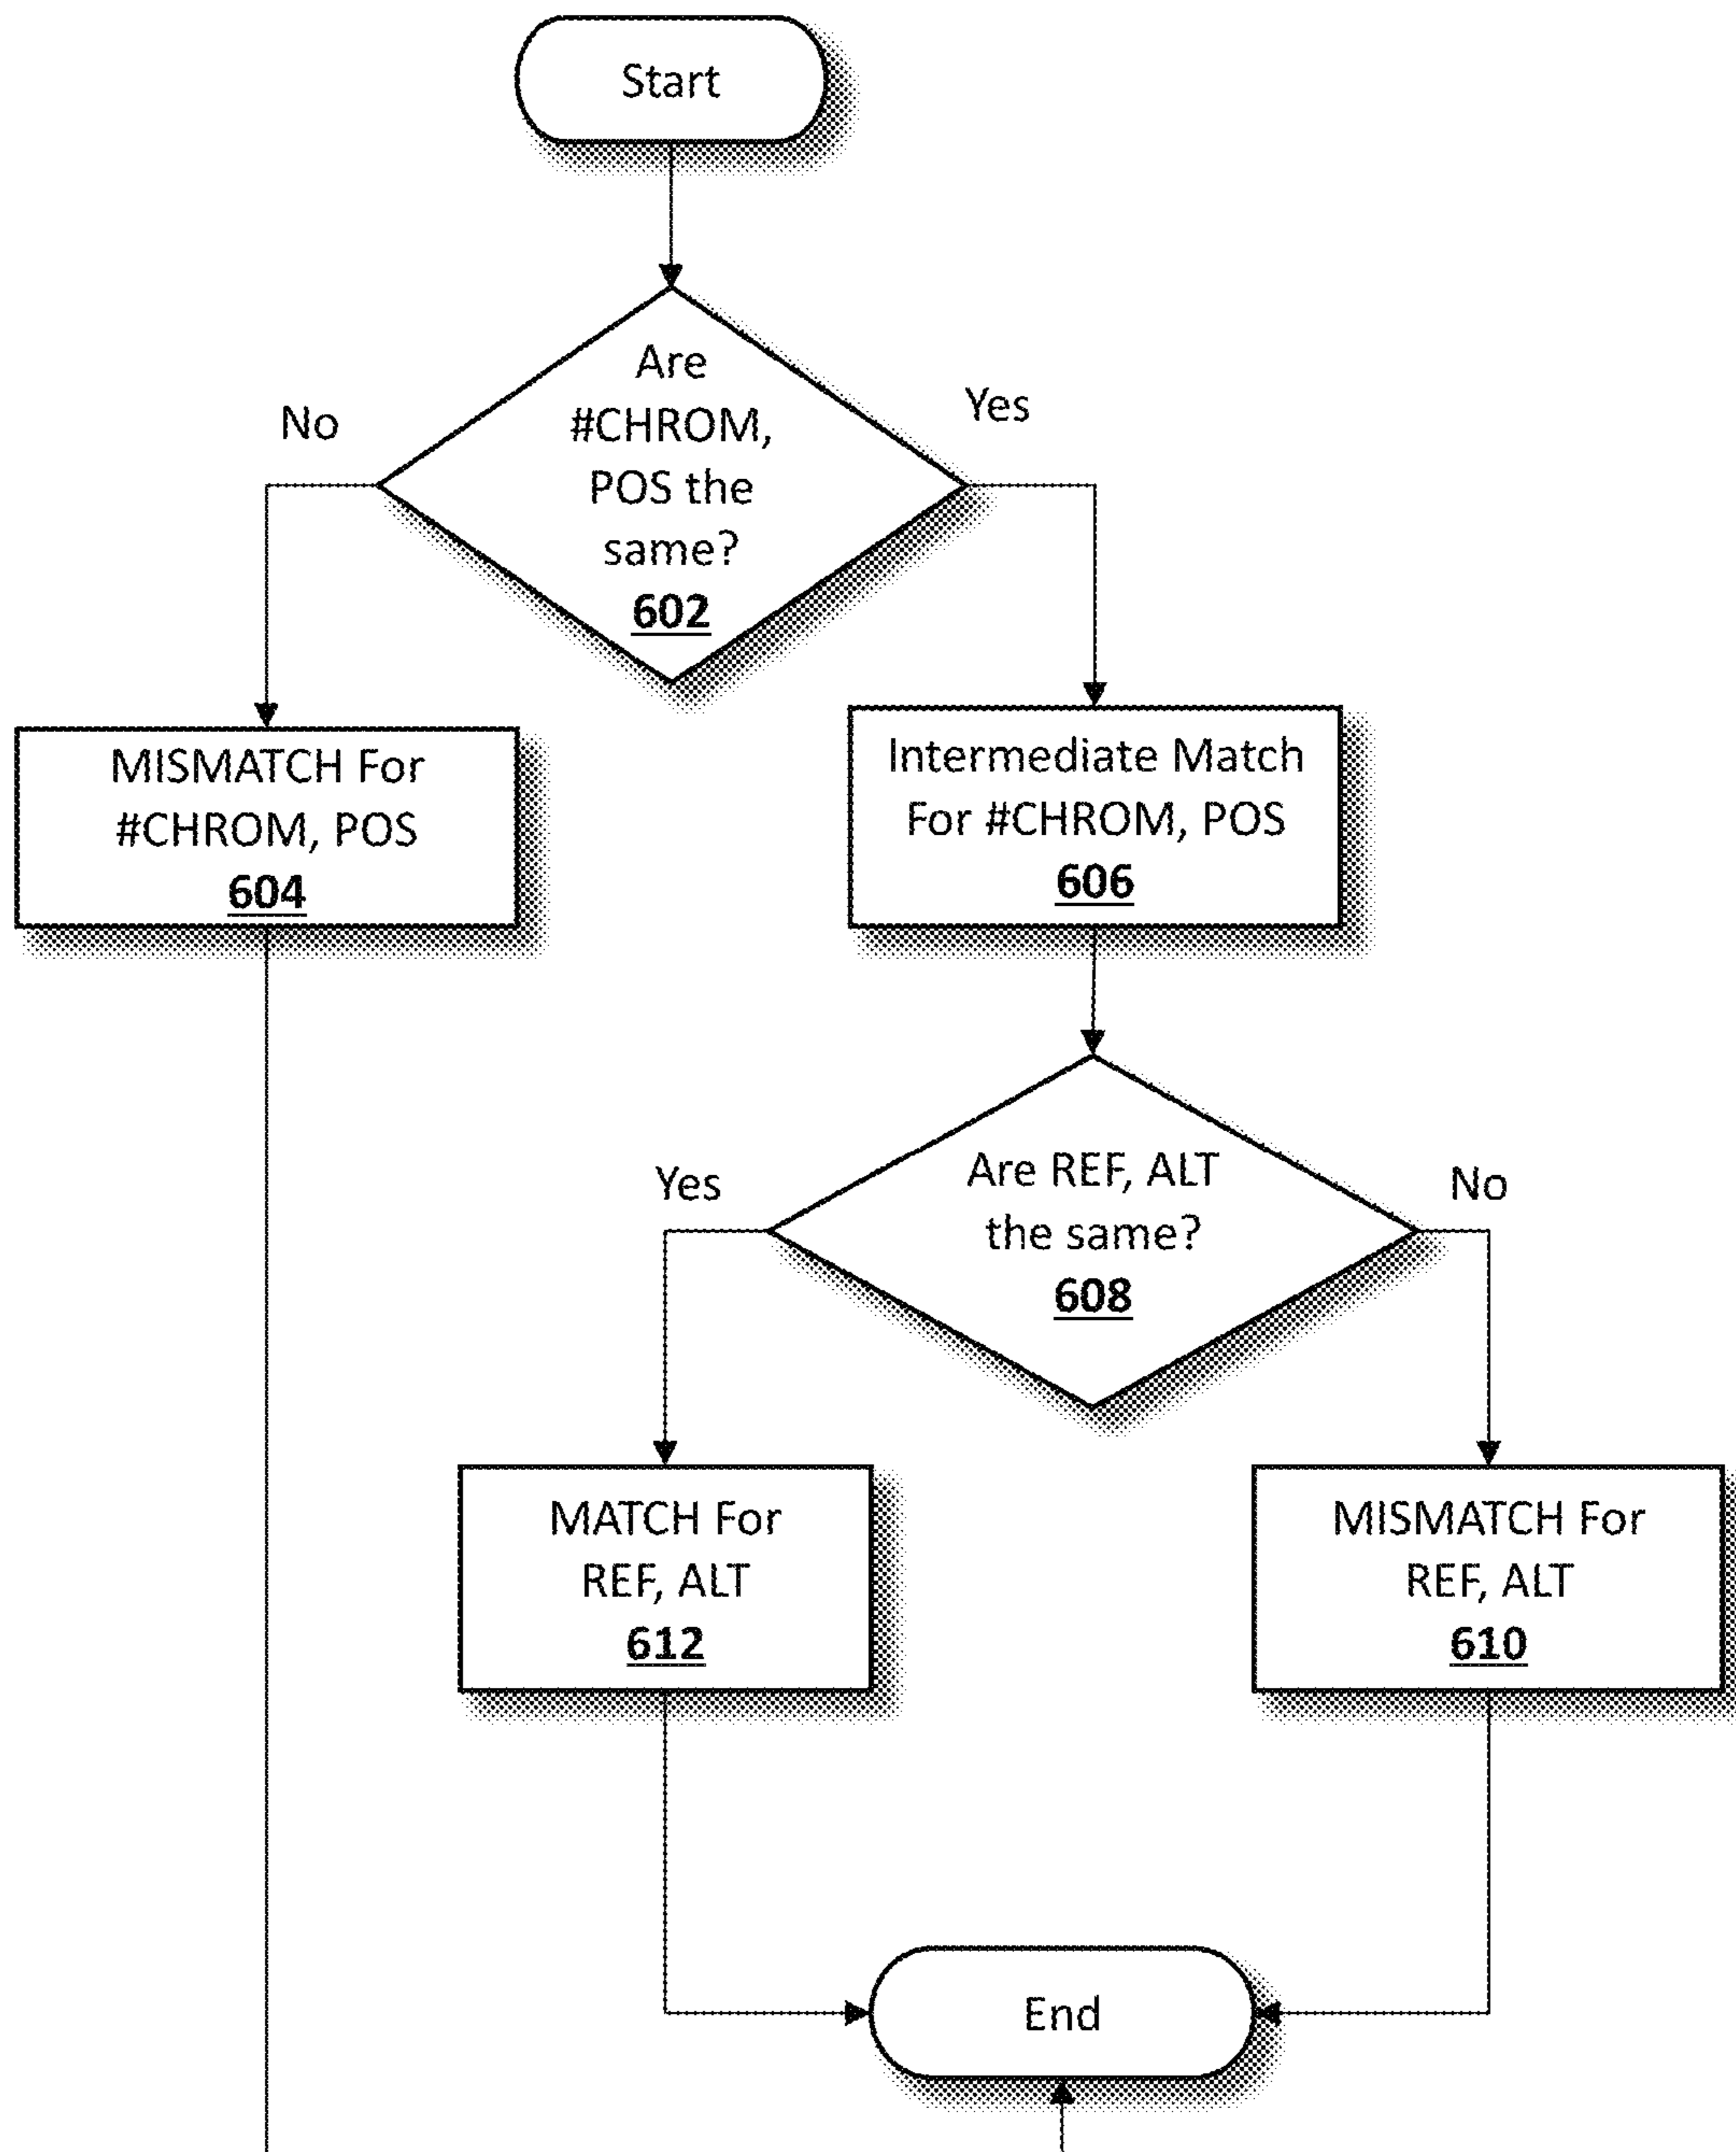 Start
Are
#CHROM,
POS the
same?
602
No
Yes
MISMATCH For
#CHROM, POS
604
Intermediate Match
For #CHROM, POS
606
Are REF, ALT
the same?
608
Yes
No
MATCH For
REF, ALT
612
MISMATCH For
REF, ALT
610
End